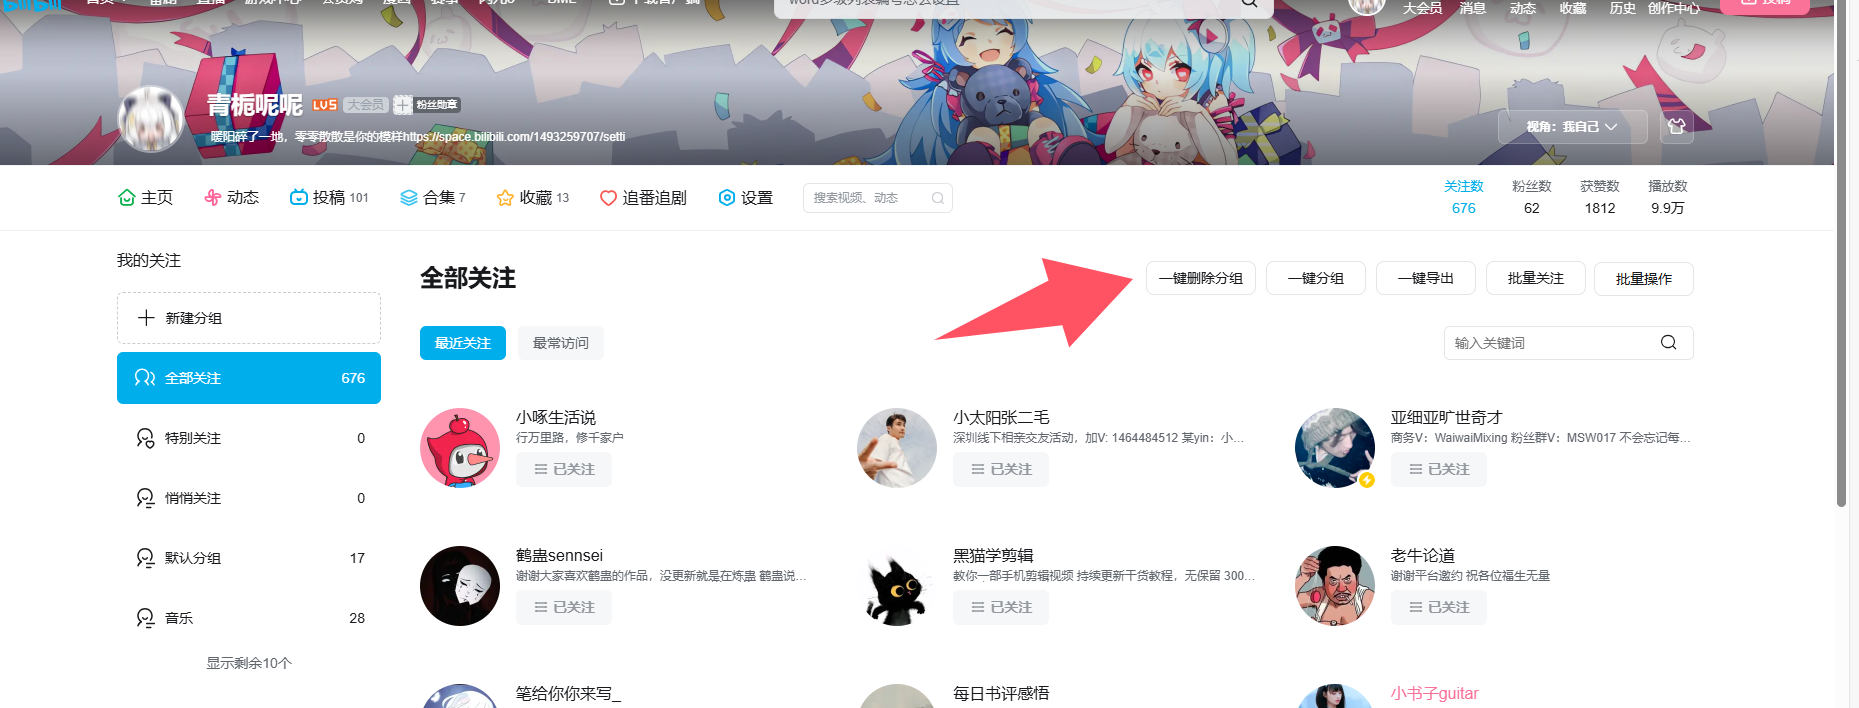 大会员 消息 动态 收藏 历史 创作中心
青栀呢呢 LV5 大会员 粉丝勋章
暖阳碎了一地，零零散散是你的模样https://space.bilibili.com/1493259707/setti
视角：我自己
主页 动态 投稿 101 合集 7 收藏 13 追番追剧 设置 搜索视频、动态
关注数 粉丝数 获赞数 播放数
676 62 1812 9.9万
我的关注
新建分组
全部关注 676
特别关注 0
悄悄关注 0
默认分组 17
音乐 28
显示剩余10个
全部关注
一键删除分组 一键分组 一键导出 批量关注 批量操作
最近关注 最常访问
输入关键词
小啄生活说
行万里路，修千家户
已关注
小太阳张二毛
深圳线下相亲交友活动，加V: 1464484512 某yin：小...
已关注
亚细亚旷世奇才
商务V：WaiwaiMixing 粉丝群V：MSW017 不会忘记每...
已关注
鹤蛊sennsei
谢谢大家喜欢鹤蛊的作品，没更新就是在炼蛊 鹤蛊说...
已关注
黑猫学剪辑
教你一部手机剪辑视频 持续更新干货教程，无保留 300...
已关注
老牛论道
谢谢平台邀约 祝各位福生无量
已关注
笔给你你来写_
每日书评感悟
小书子guitar